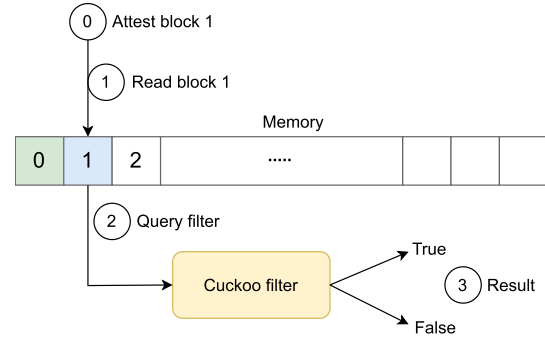 0 Attest block 1
1 Read block 1
Memory
0 1 2 .....
2 Query filter
Cuckoo filter
True
3 Result
False